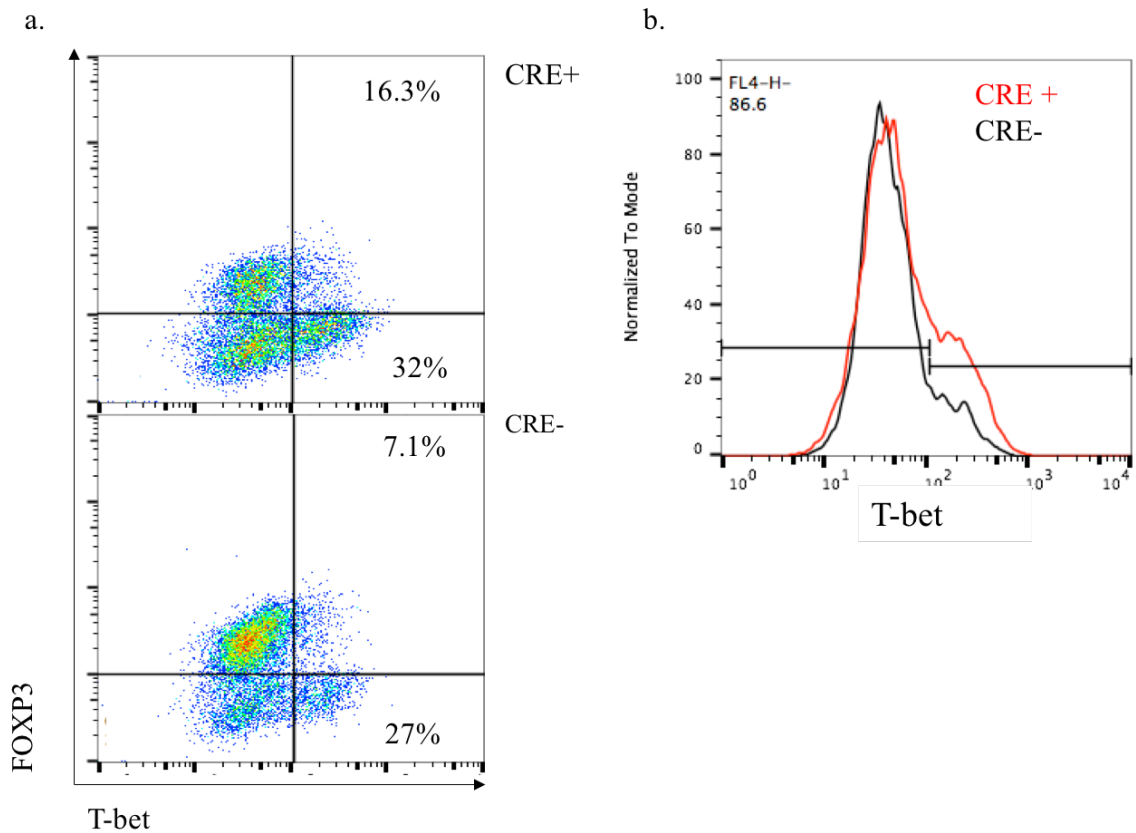 a.
CRE+
16.3%
32%
CRE-
7.1%
27%
FOXP3
T-bet
b.
FL4-H-
86.6
CRE +
CRE-
Normalized To Mode
100
80
60
40
20
0
10^0 10^1 10^2 10^3 10^4
T-bet